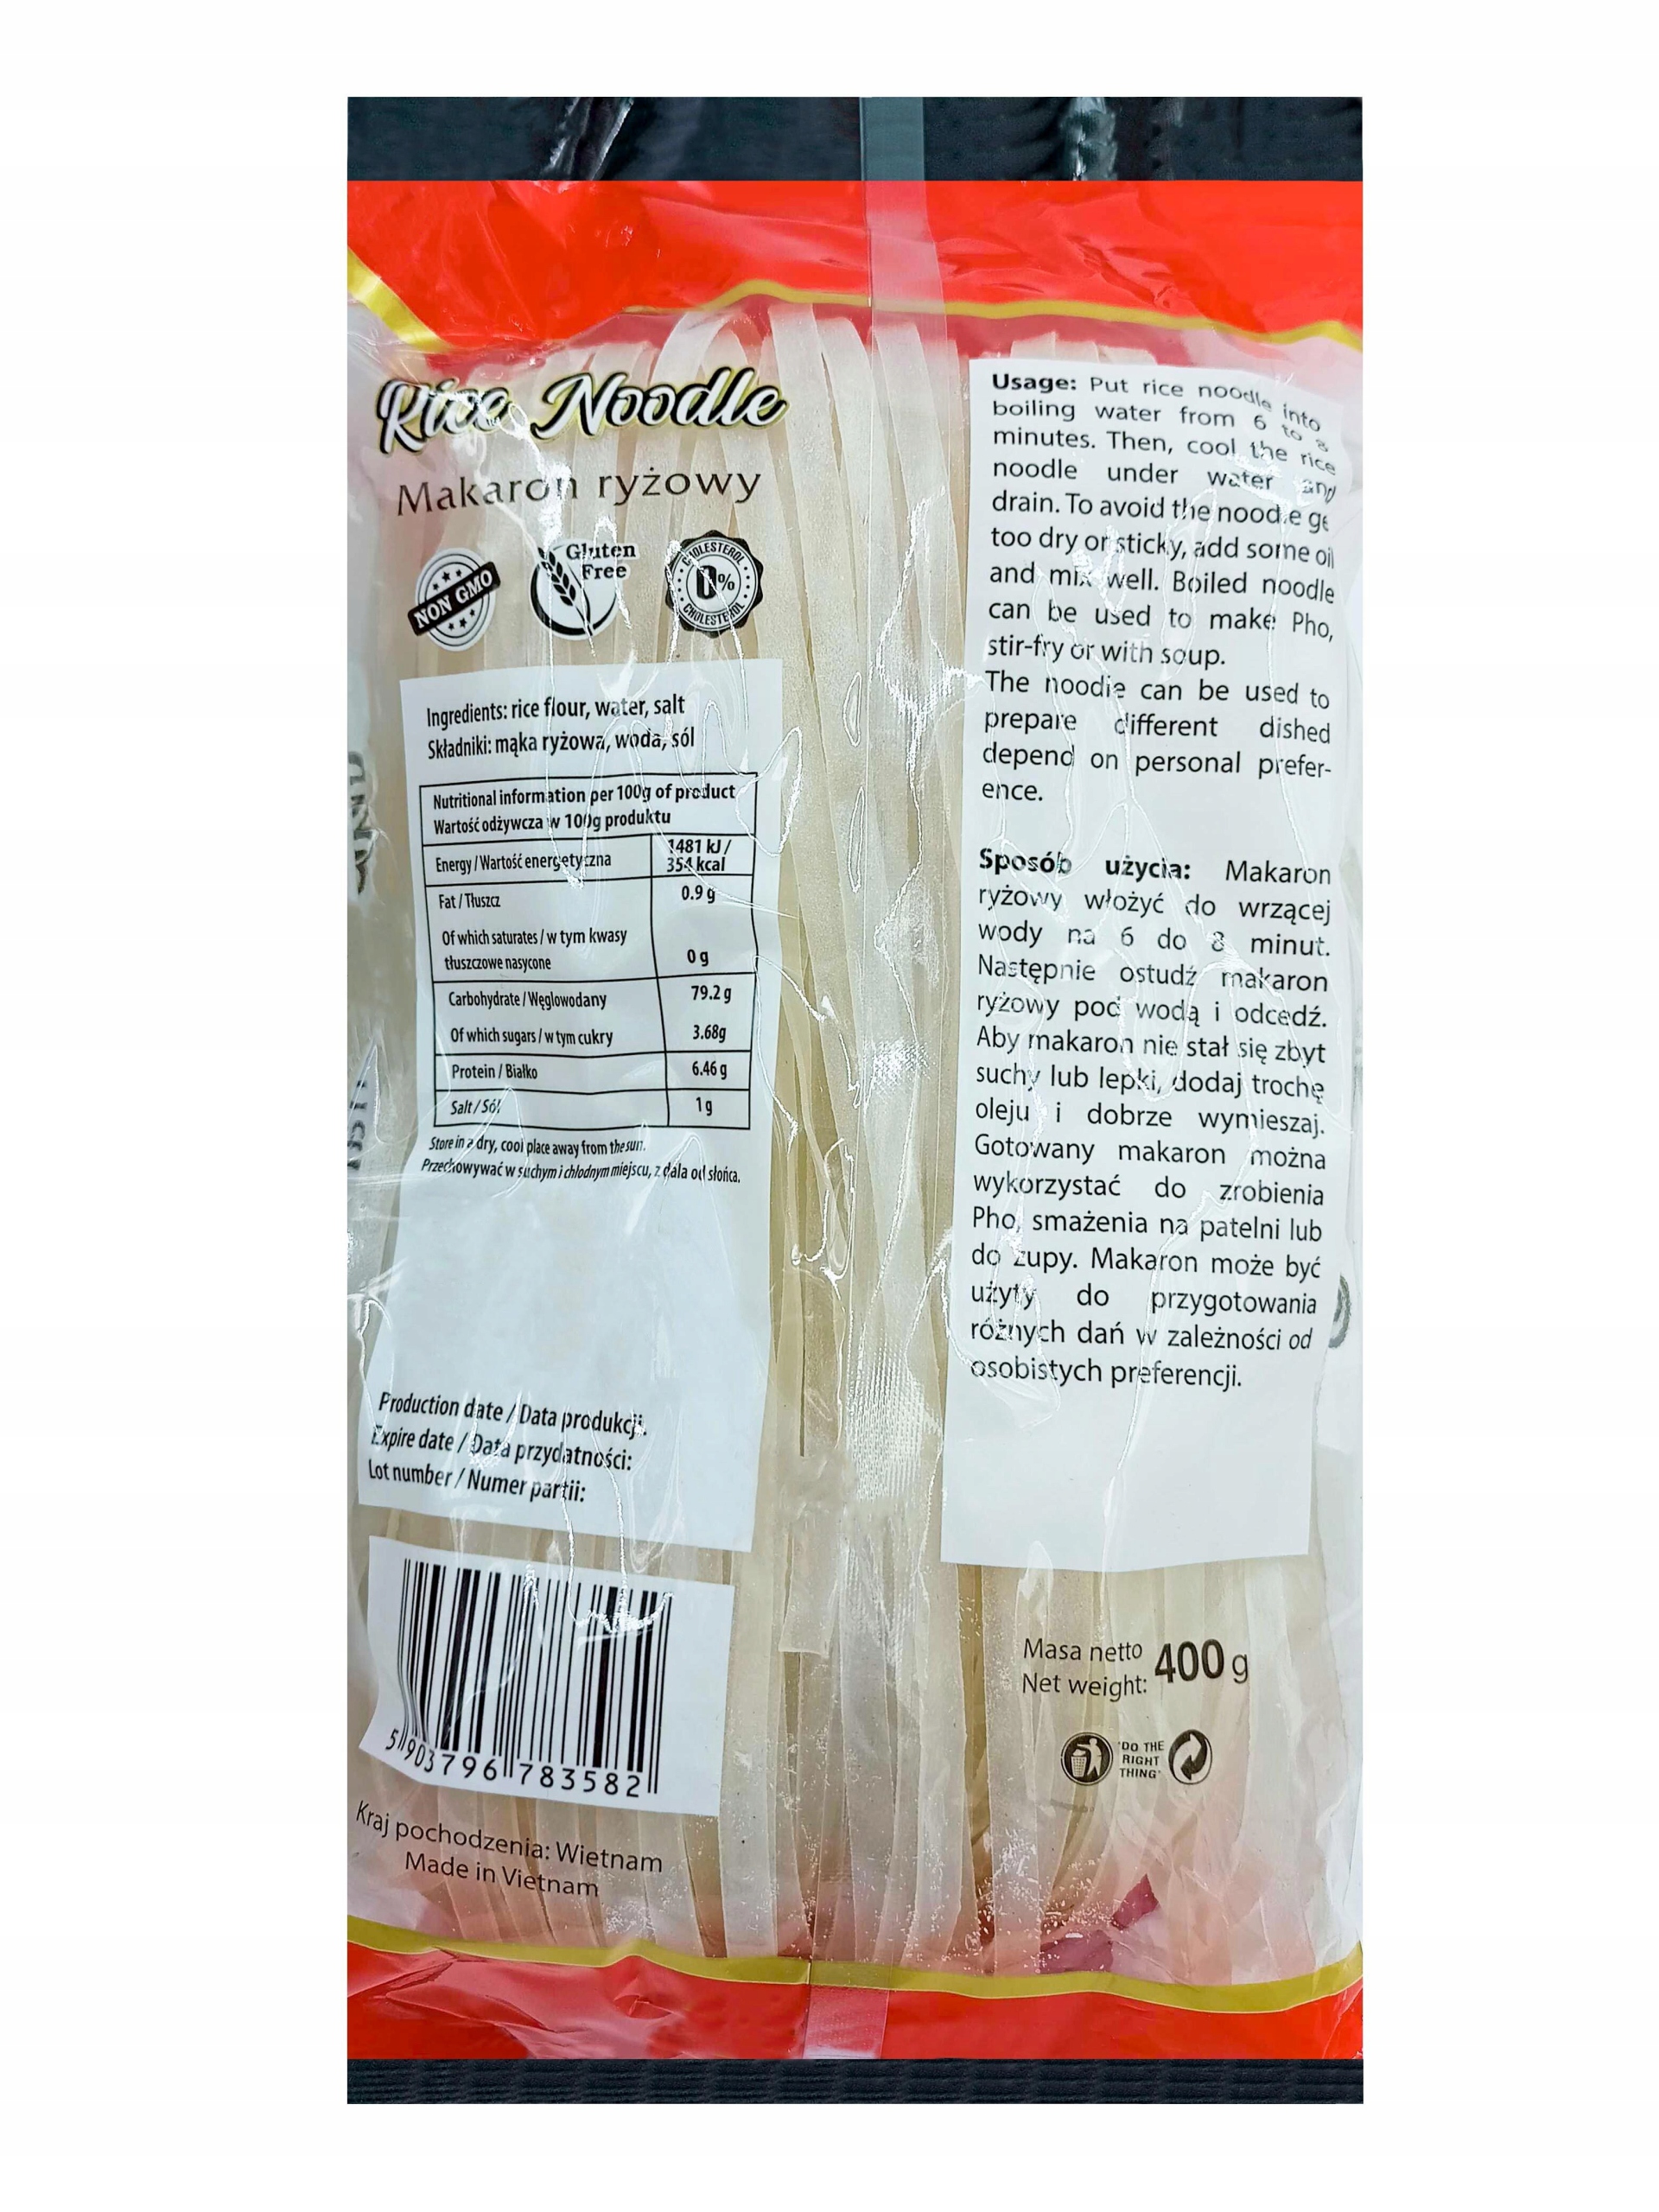 Rice Noodle
Makaron ryżowy
NON GMO
Gluten
Free
CHOLESTEROL
0%
CHOLESTEROL
Ingredients: rice flour, water, salt
Składniki: mąka ryżowa, woda, sól
Nutritional information per 100g of product
Wartość odżywcza w 100g produktu
Energy / Wartość energetyczna 1481 kJ / 354 kcal
Fat / Tłuszcz 0.9 g
Of which saturates / w tym kwasy
tłuszczowe nasycone 0 g
Carbohydrate / Węglowodany 79.2 g
Of which sugars / w tym cukry 3.68g
Protein / Białko 6.46 g
Salt / Sól 1 g
Store in a dry, cool place away from the sun.
Przechowywać w suchym i chłodnym miejscu, z dala od słońca.
Production date / Data produkcji:
Expire date / Data przydatności:
Lot number / Numer partii:
5 903796 783582
Kraj pochodzenia: Wietnam
Made in Vietnam
Usage: Put rice noodle into
boiling water from 6 to 8
minutes. Then, cool the rice
noodle under water and
drain. To avoid the noodle ge
too dry or sticky, add some oil
and mix well. Boiled noodle
can be used to make Pho,
stir-fry or with soup.
The noodle can be used to
prepare different dished
depend on personal prefer-
ence.
Sposób użycia: Makaron
ryżowy włożyć do wrzącej
wody na 6 do 8 minut.
Następnie ostudź makaron
ryżowy pod wodą i odcedź.
Aby makaron nie stał się zbyt
suchy lub lepki, dodaj trochę
oleju i dobrze wymieszaj.
Gotowany makaron można
wykorzystać do zrobienia
Pho, smażenia na patelni lub
do zupy. Makaron może być
użyty do przygotowania
różnych dań w zależności od
osobistych preferencji.
Masa netto
Net weight: 400 g
"DO THE
RIGHT
THING"